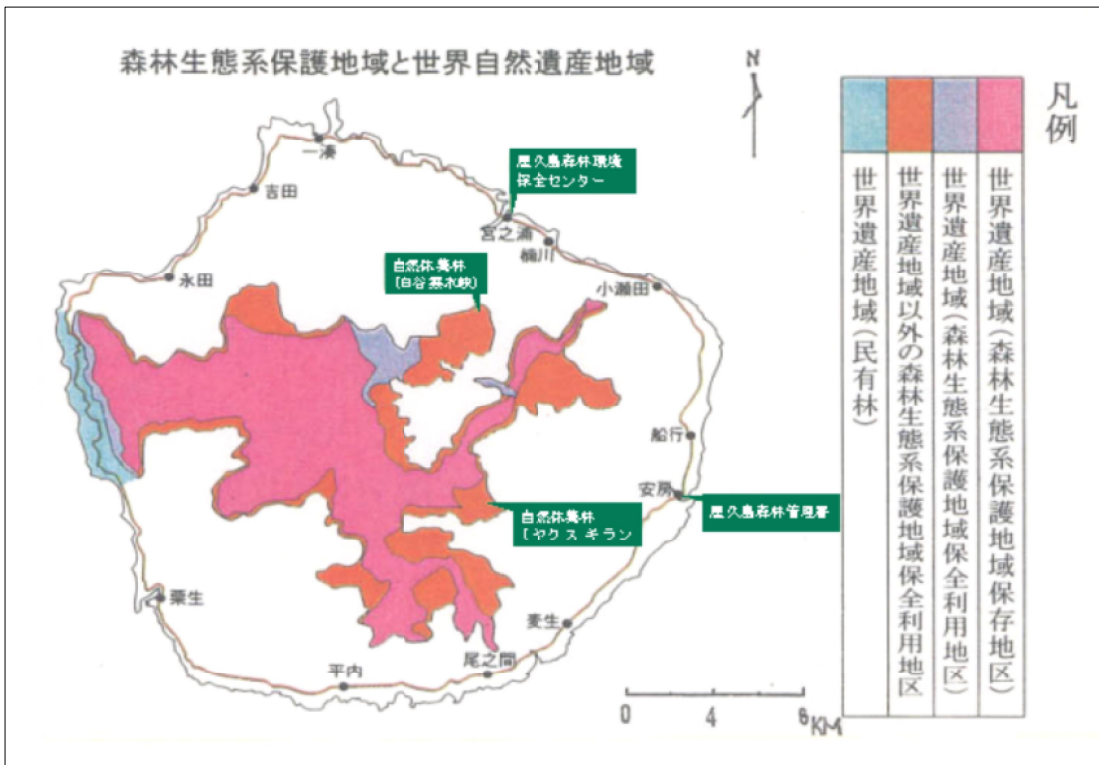 森林生態系保護地域と世界自然遺産地域
N
凡例
世界遺産地域(森林生態系保護地域保存地区)
世界遺産地域(森林生態系保護地域保全利用地区)
世界遺産地域以外の森林生態系保護地域保全利用地区
世界遺産地域(民有林)
一湊
屋久島森林環境
保全センター
吉田
宮之浦
楠川
自然休養林
(白谷雲水峡)
永田
小瀬田
船行
安房
屋久島森林管理署
自然休養林
[ヤクスギラン
栗生
麦生
尾之間
平内
0 4 8 KM